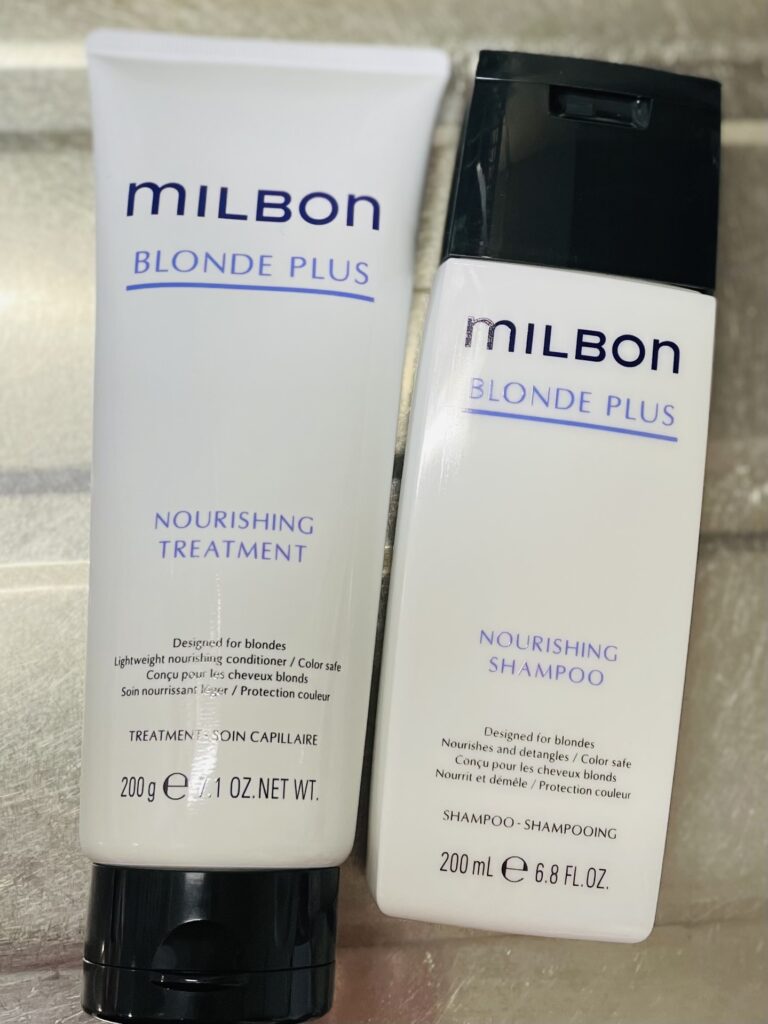 MILBON
BLONDE PLUS
NOURISHING
TREATMENT
Designed for blondes
Lightweight nourishing conditioner / Color safe
Conçu pour les cheveux blonds
Soin nourrissant léger / Protection couleur
TREATMENT - SOIN CAPILLAIRE
200 g e 7.1 OZ. NET WT.
MILBON
BLONDE PLUS
NOURISHING
SHAMPOO
Designed for blondes
Nourishes and detangles / Color safe
Conçu pour les cheveux blonds
Nourrit et démêle / Protection couleur
SHAMPOO - SHAMPOOING
200 mL e 6.8 FL.OZ.